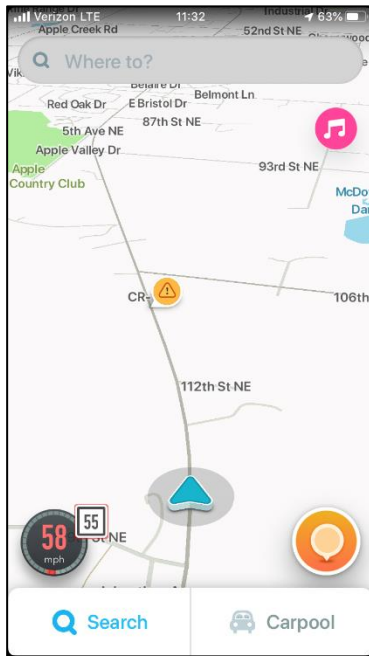 Verizon LTE 11:32 63%
Apple Creek Rd
52nd St NE
Where to?
Belmont Ln
Red Oak Dr
E Bristol Dr
87th St NE
5th Ave NE
Apple Valley Dr
Apple
Country Club
93rd St NE
McDo
Da
CR-
106th
112th St NE
58
mph
55
St NE
Search
Carpool